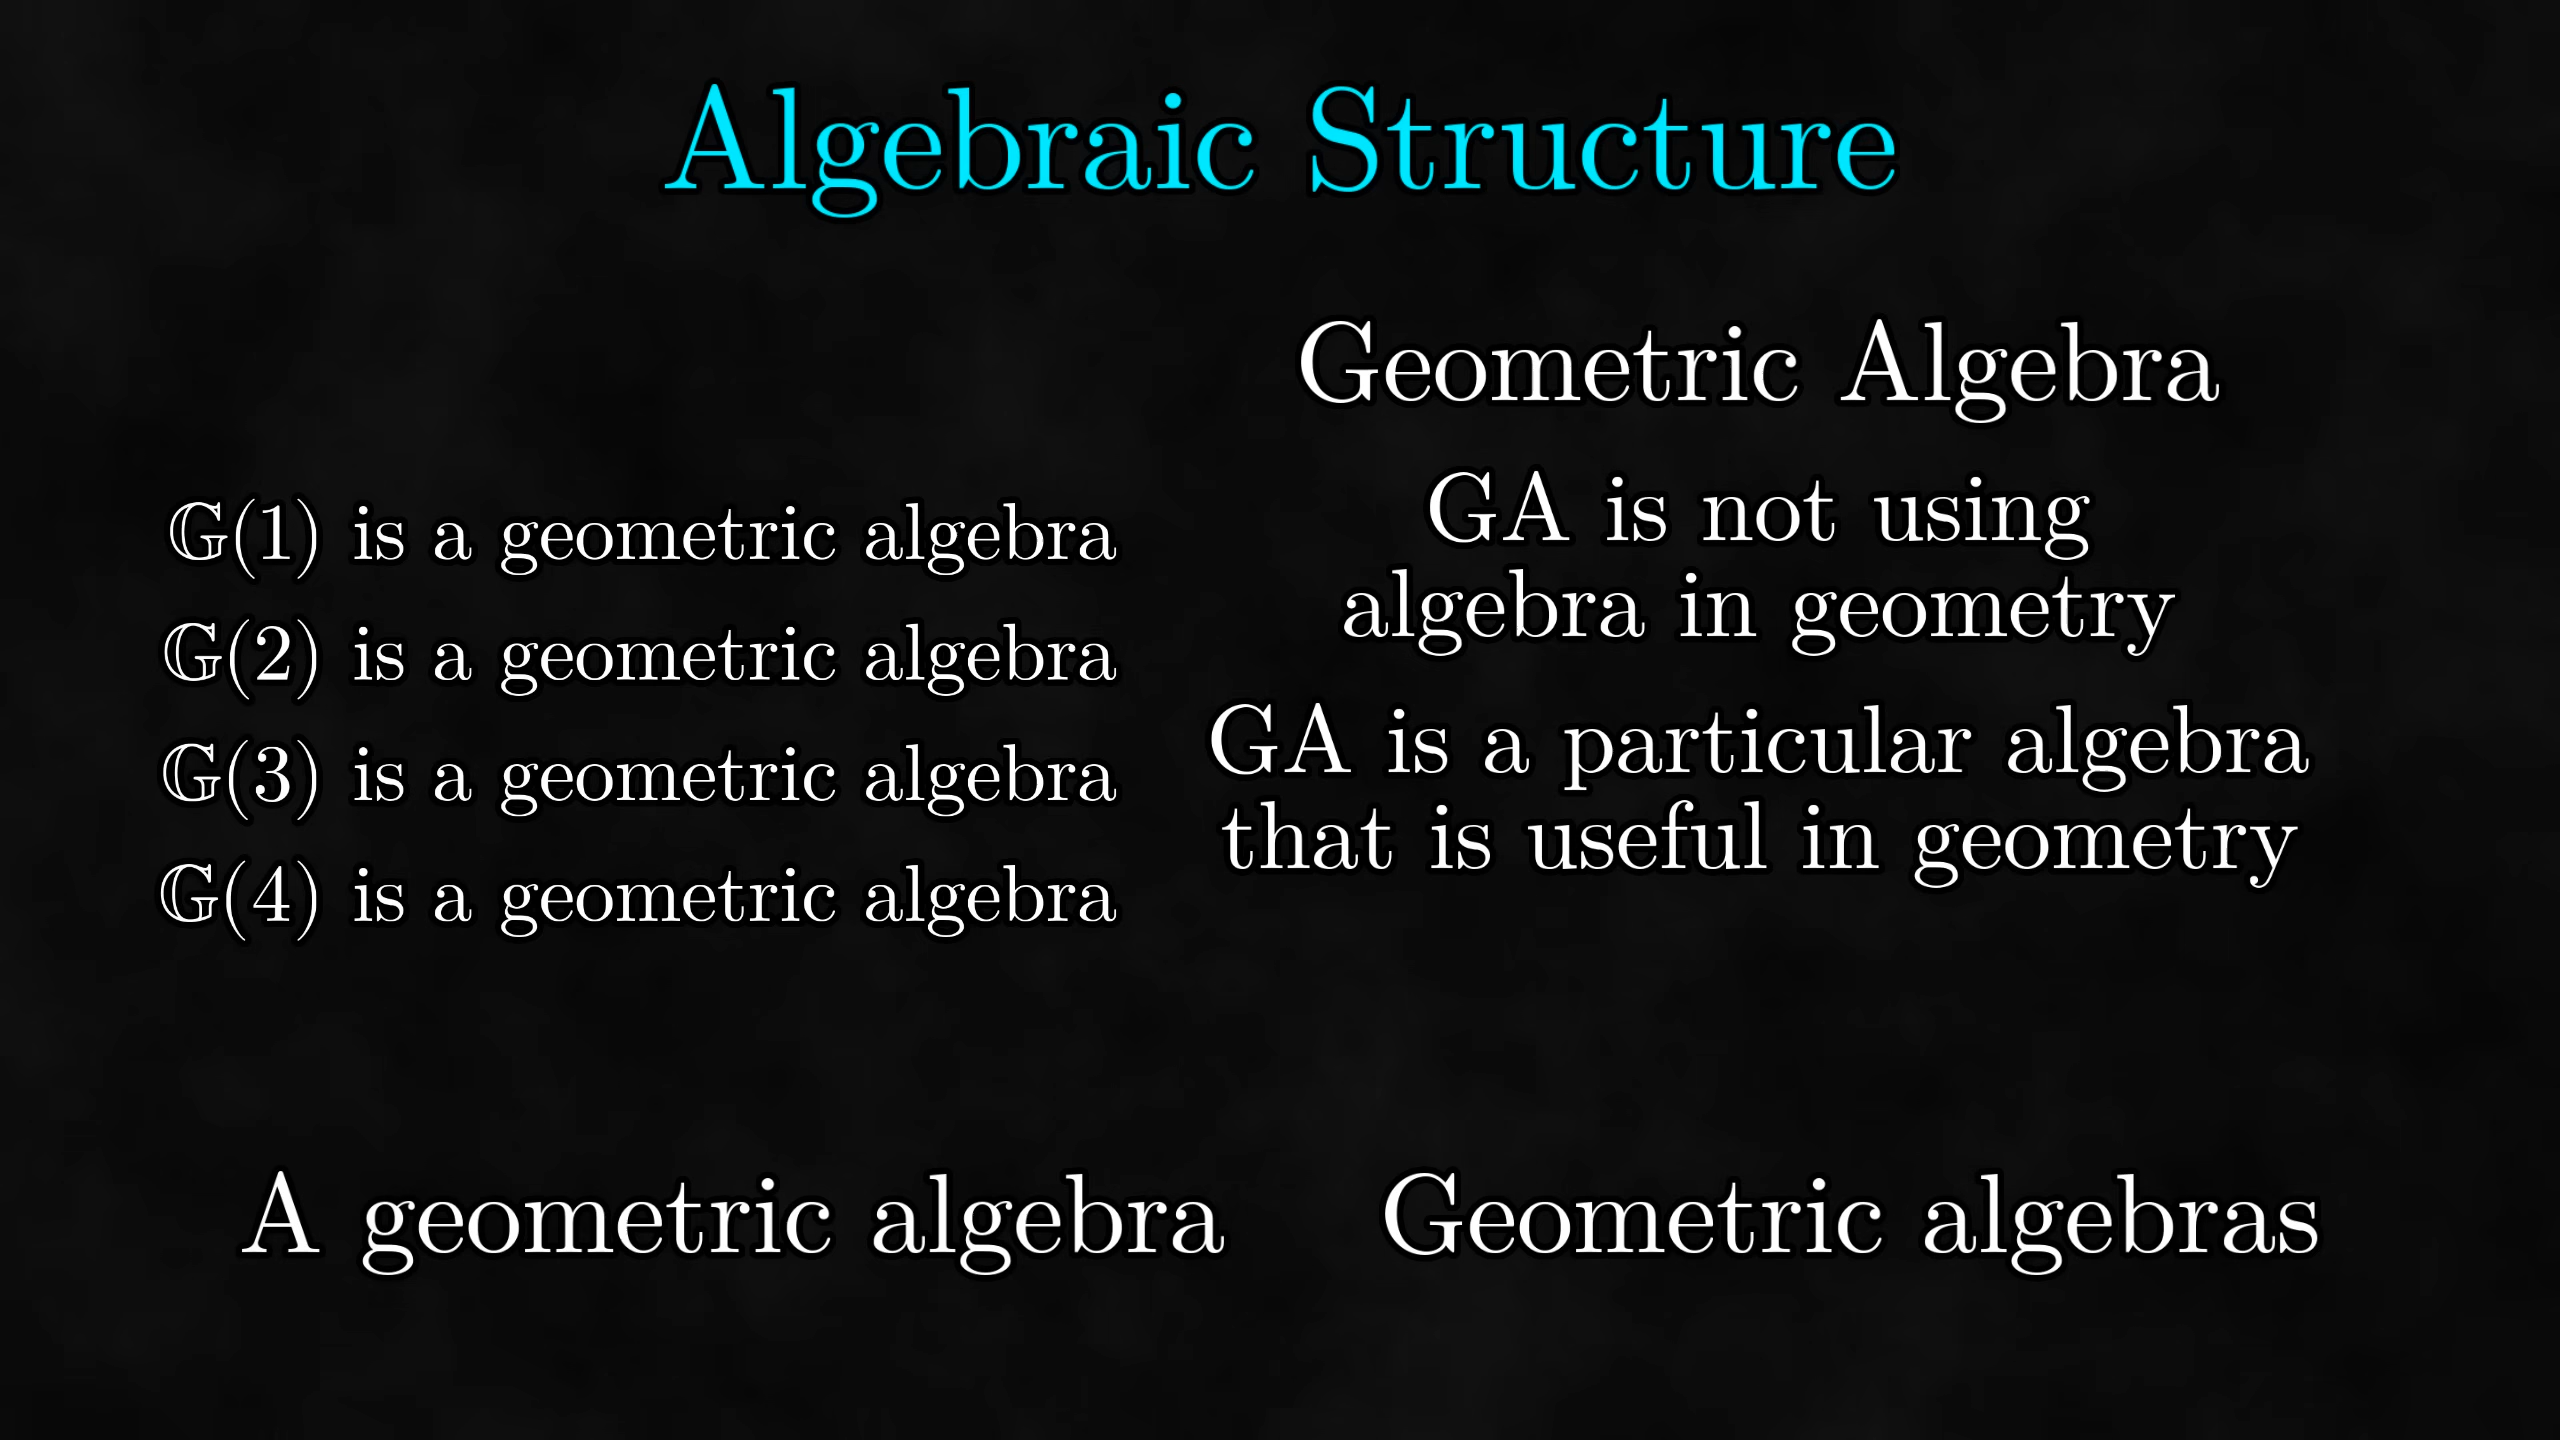 Algebraic Structure
𝔾(1) is a geometric algebra
𝔾(2) is a geometric algebra
𝔾(3) is a geometric algebra
𝔾(4) is a geometric algebra
Geometric Algebra
GA is not using
algebra in geometry
GA is a particular algebra
that is useful in geometry
A geometric algebra
Geometric algebras